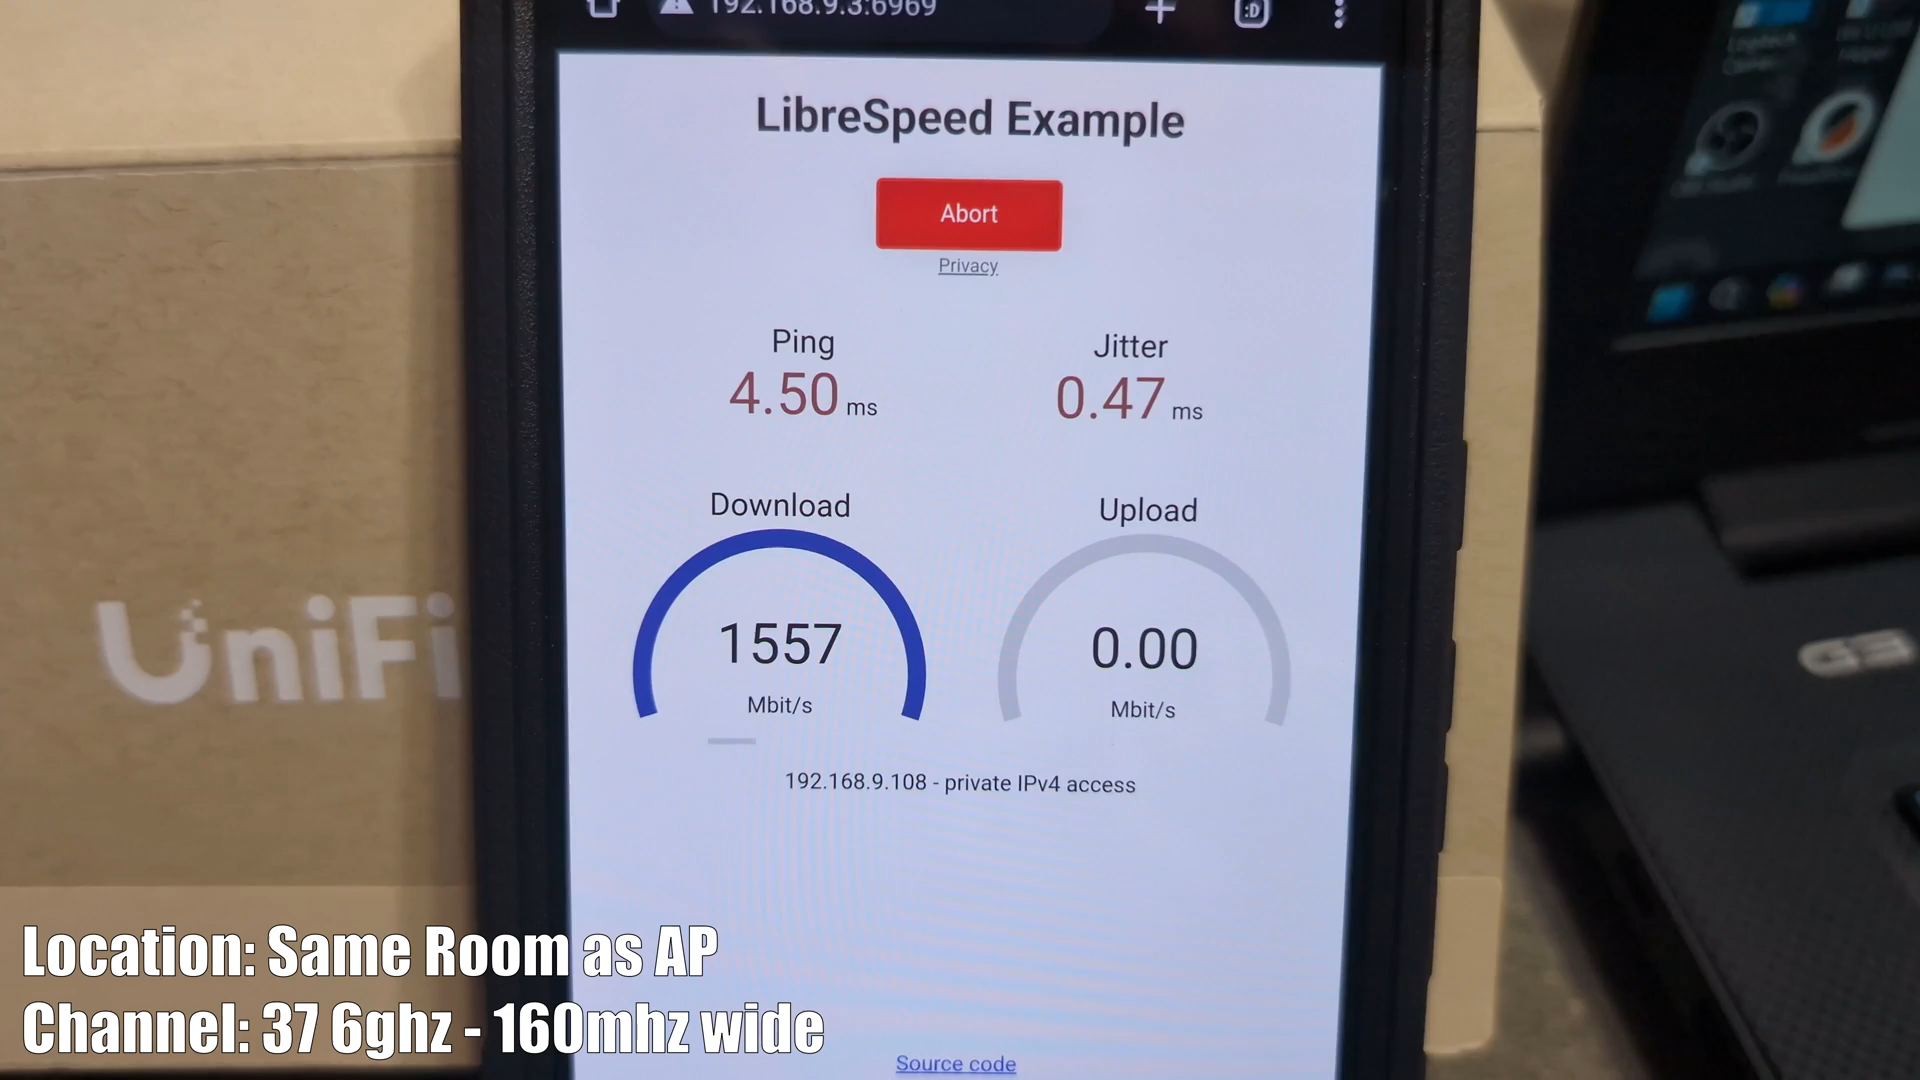 192.168.9.3:6969
:D
LibreSpeed Example
Abort
Privacy
Ping
Jitter
4.50 ms
0.47 ms
Download
Upload
1557
0.00
Mbit/s
Mbit/s
192.168.9.108 - private IPv4 access
Source code
UniFi
G3
Location: Same Room as AP
Channel: 37 6ghz - 160mhz wide